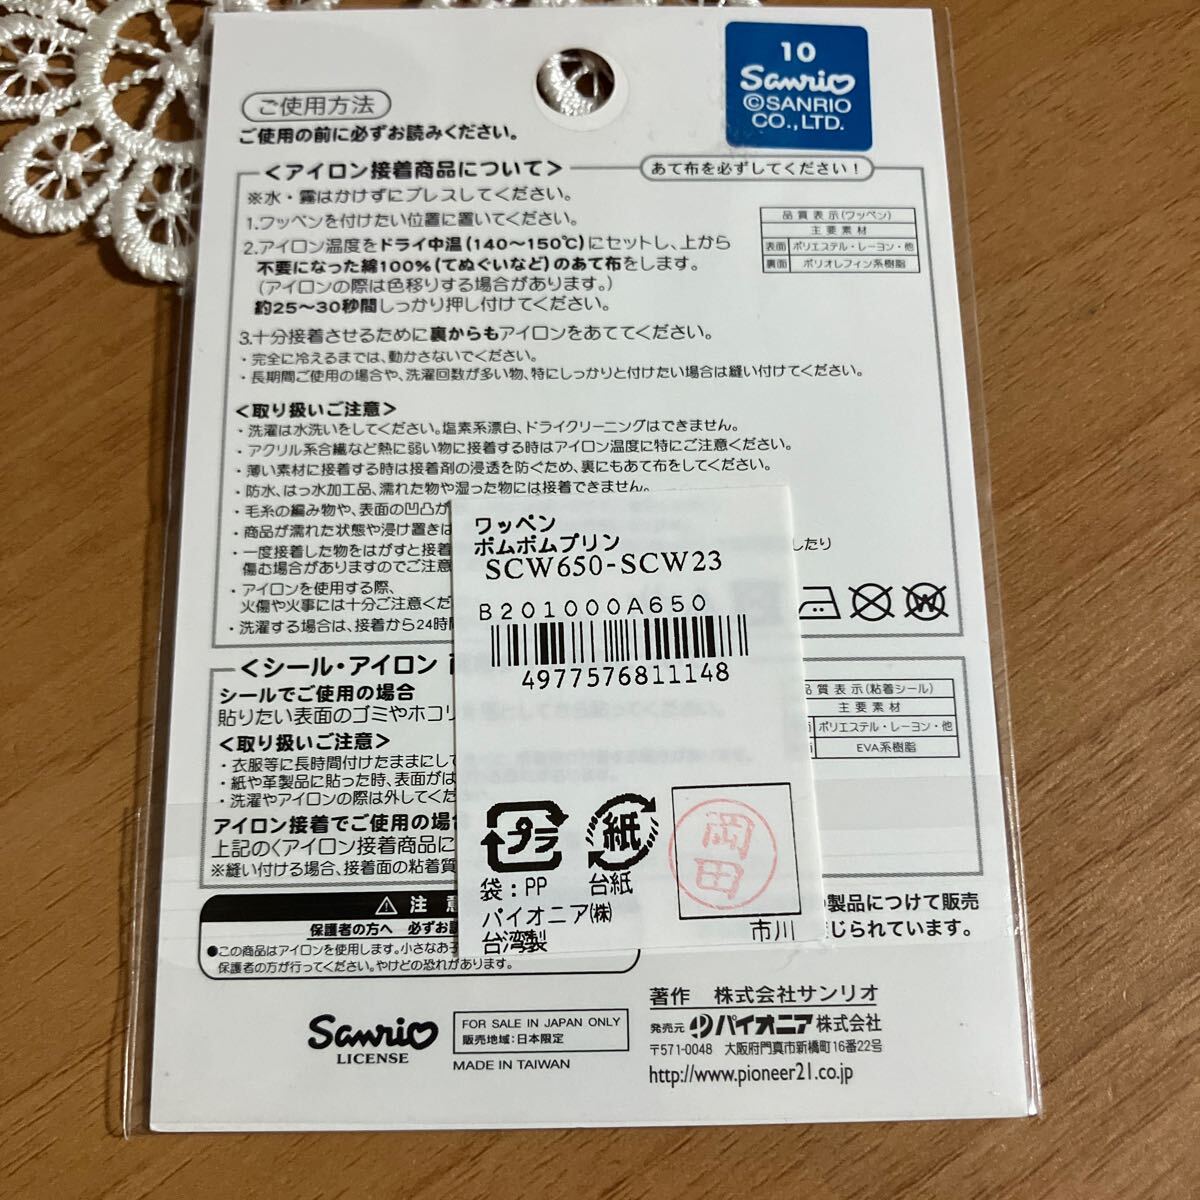 10
Sanrio
©SANRIO
CO.,LTD.
ご使用方法
ご使用の前に必ずお読みください。
<アイロン接着商品について>
あて布を必ずしてください！
※水・霧はかけずにプレスしてください。
1.ワッペンを付けたい位置に置いてください。
2.アイロン温度をドライ中温(140～150℃)にセットし、上から
不要になった綿100%(てぬぐいなど)のあて布をします。
(アイロンの際は色移りする場合があります。)
約25～30秒間しっかり押し付けてください。
3.十分接着させるために裏からもアイロンをあててください。
・完全に冷えるまでは、動かさないでください。
・長期間ご使用の場合や、洗濯回数が多い物、特にしっかりと付けたい場合は縫い付けてください。
品質表示(ワッペン)
主要素材
表面 ポリエステル・レーヨン・他
裏面 ポリオレフィン系樹脂
<取り扱いご注意>
・洗濯は水洗いをしてください。塩素系漂白、ドライクリーニングはできません。
・アクリル系合繊など熱に弱い物に接着する時はアイロン温度に特にご注意ください。
・薄い素材に接着する時は接着剤の浸透を防ぐため、裏にもあて布をしてください。
・防水、はっ水加工品、濡れた物や湿った物には接着できません。
・毛糸の編み物や、表面の凹凸が
・商品が濡れた状態や浸け置きは
・一度接着した物をはがすと接着
したり
傷む場合がありますのでご注意
・アイロンを使用する際、
火傷や火事には十分ご注意くだ
・洗濯する場合は、接着から24時間
<シール・アイロン
シールでご使用の場合
貼りたい表面のゴミやホコリ
<取り扱いご注意>
・衣服等に長時間付けたままにして
・紙や革製品に貼った時、表面がは
・洗濯やアイロンの際は外してくだ
アイロン接着でご使用の場合
上記の<アイロン接着商品に
※縫い付ける場合、接着面の粘着質
品質表示(粘着シール)
主要素材
ポリエステル・レーヨン・他
EVA系樹脂
ワッペン
ポムポムプリン
SCW650-SCW23
B201000A650
4977576811148
プラ
紙
袋：PP
台紙
パイオニア㈱
台湾製
岡田
市川
注意
保護者の方へ 必ずお読
●この商品はアイロンを使用します。小さなお子
保護者の方が行ってください。やけどの恐れがあります。
製品につけて販売
じられています。
Sanrio
LICENSE
FOR SALE IN JAPAN ONLY
販売地域:日本限定
MADE IN TAIWAN
著作 株式会社サンリオ
発売元 パイオニア株式会社
〒571-0048 大阪府門真市新橋町16番22号
http://www.pioneer21.co.jp